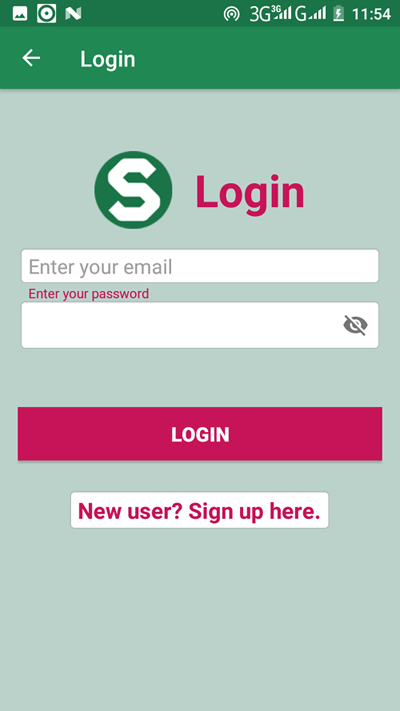 3G 3G G 11:54
Login
S Login
Enter your email
Enter your password
LOGIN
New user? Sign up here.